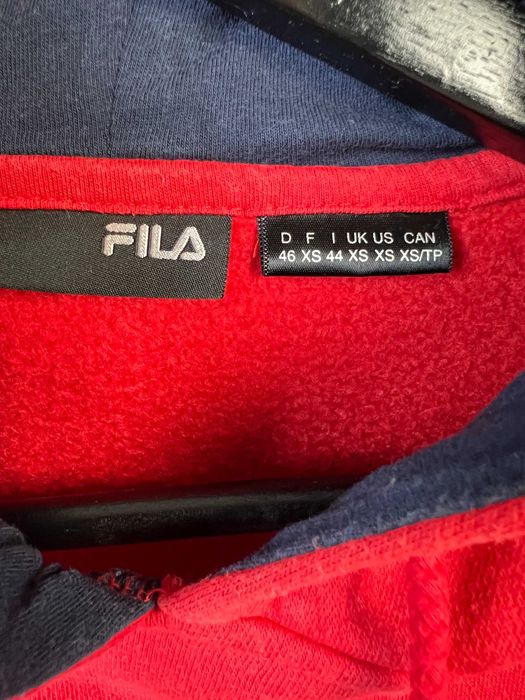 FILA
D F I UK US CAN
46 XS 44 XS XS XS/TP